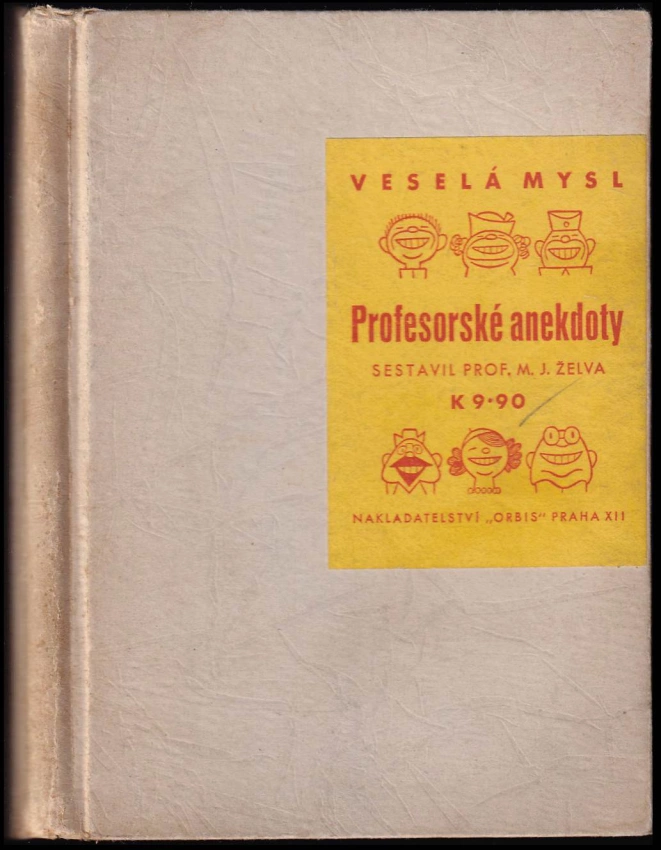 VESELÁ MYSL
Profesorské anekdoty
SESTAVIL PROF. M. J. ŽELVA
K 9·90
NAKLADATELSTVÍ „ORBIS“ PRAHA XII